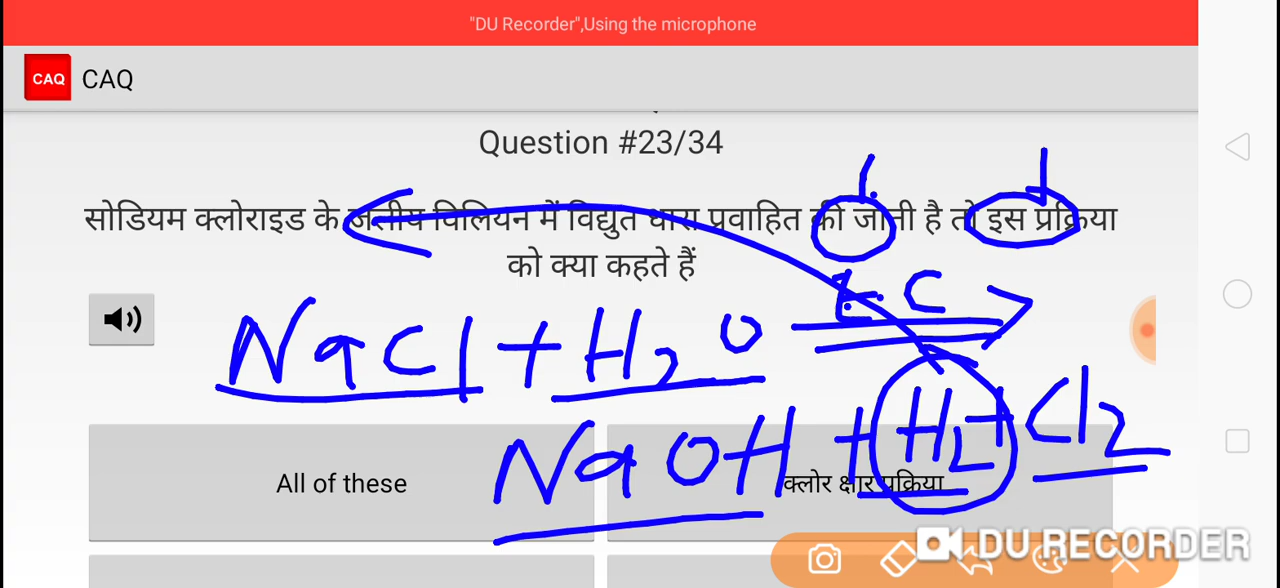 "DU Recorder",Using the microphone
CAQ CAQ
Question #23/34
सोडियम क्लोराइड के जलीय विलियन में विद्युत धारा प्रवाहित की जाती है तो इस प्रक्रिया
को क्या कहते हैं
E C
NaCl + H2O
NaOH + H2 + Cl2
All of these
क्लोर क्षार प्रक्रिया
DU RECORDER